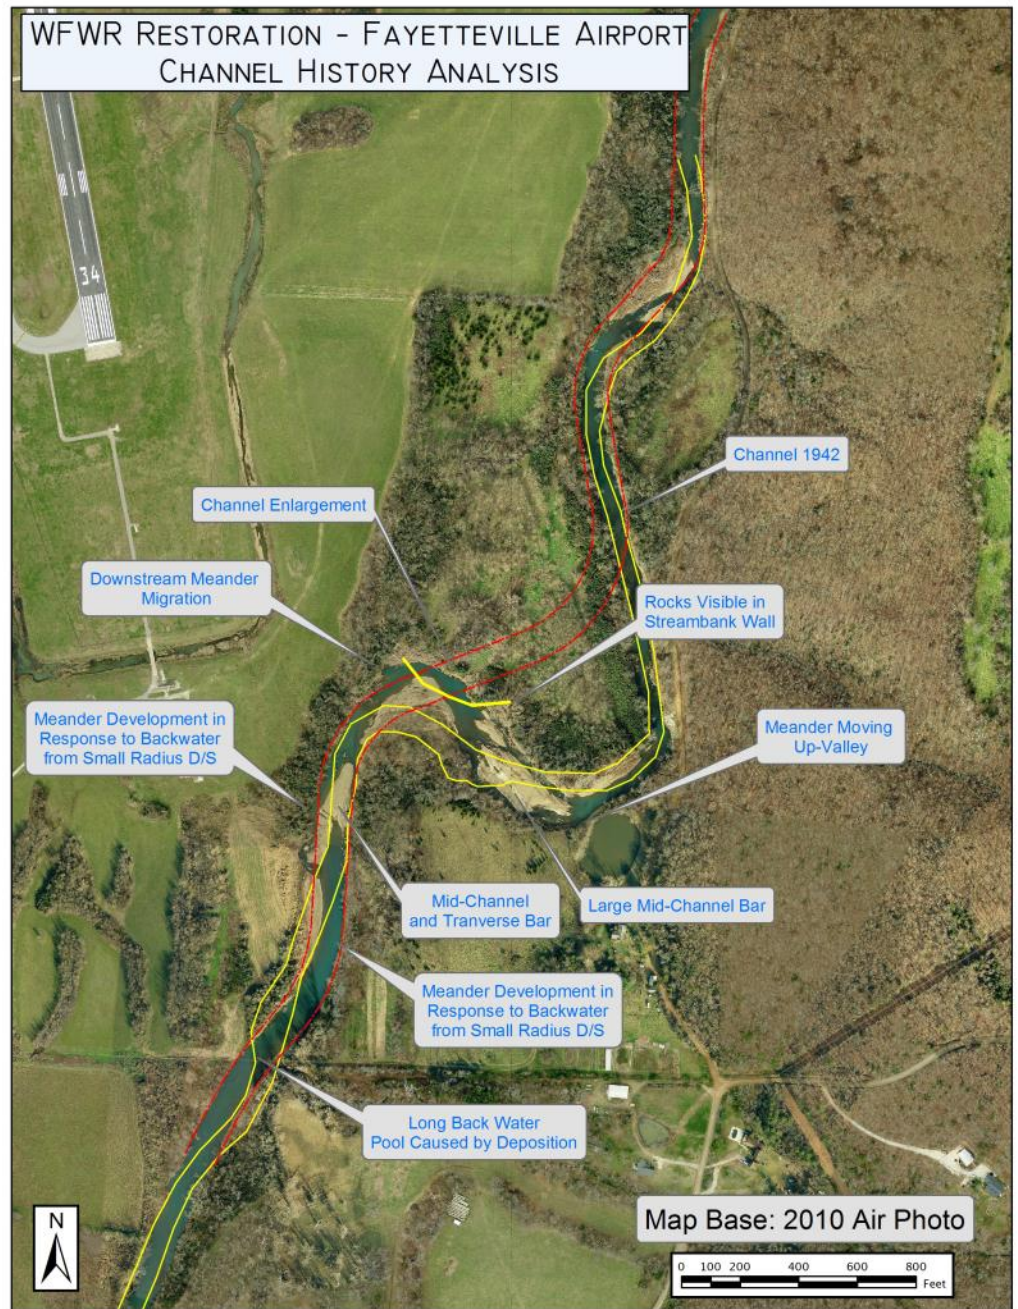 WFWR RESTORATION - FAYETTEVILLE AIRPORT
CHANNEL HISTORY ANALYSIS
34
Channel 1942
Channel Enlargement
Downstream Meander
Migration
Rocks Visible in
Streambank Wall
Meander Development in
Response to Backwater
from Small Radius D/S
Meander Moving
Up-Valley
Mid-Channel
and Tranverse Bar
Large Mid-Channel Bar
Meander Development in
Response to Backwater
from Small Radius D/S
Long Back Water
Pool Caused by Deposition
N
Map Base: 2010 Air Photo
0 100 200 400 600 800
Feet